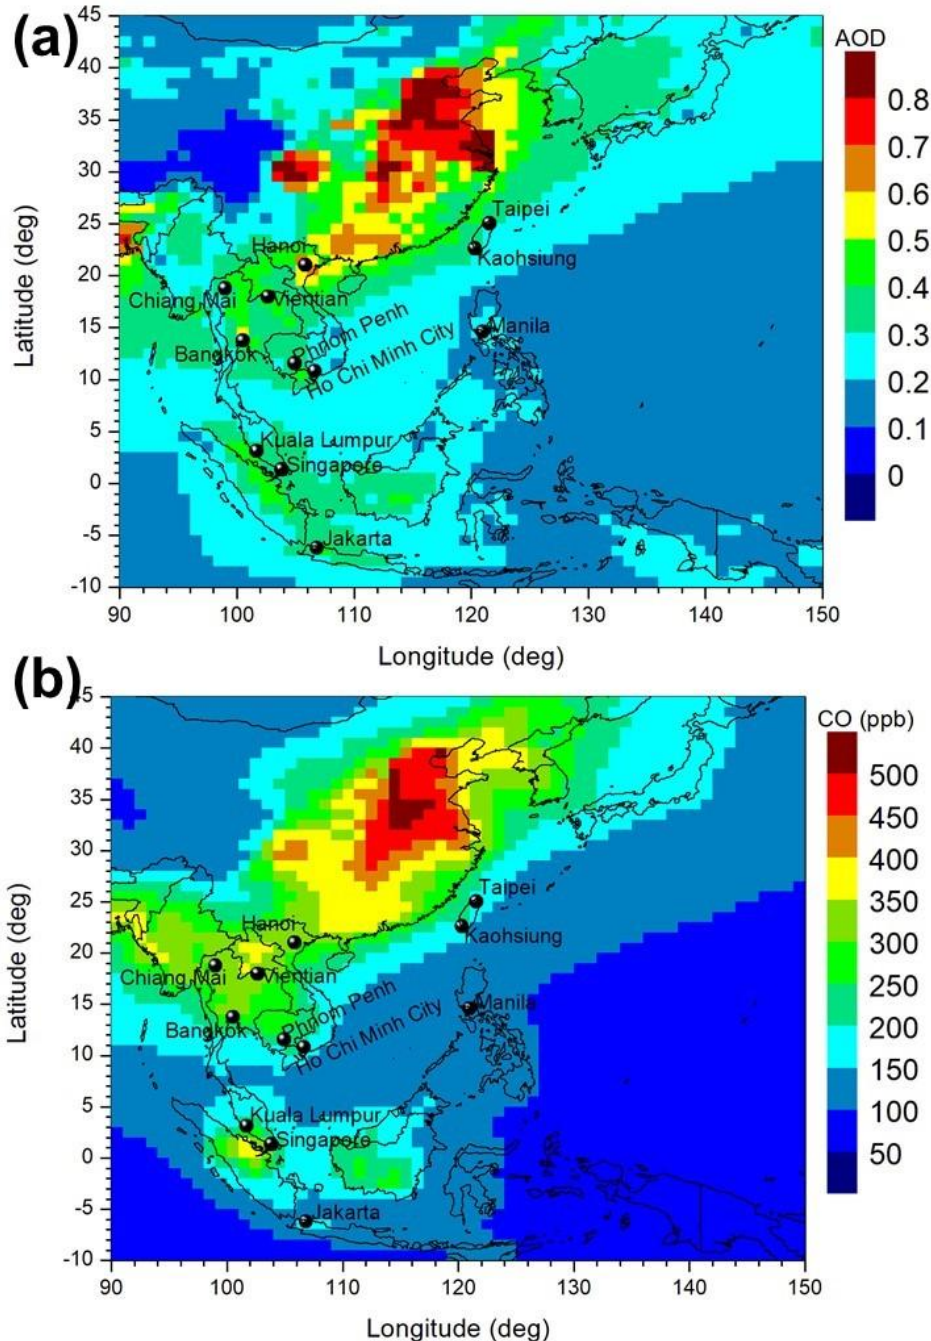 (a)
45
40
35
30
25
20
15
10
5
0
-5
-10
Latitude (deg)
90 100 110 120 130 140 150
Longitude (deg)
AOD
0.8
0.7
0.6
0.5
0.4
0.3
0.2
0.1
0
Taipei
Kaohsiung
Hanoi
Chiang Mai
Vientian
Manila
Bangkok
Phnom Penh
Ho Chi Minh City
Kuala Lumpur
Singapore
Jakarta
(b)
45
40
35
30
25
20
15
10
5
0
-5
-10
Latitude (deg)
90 100 110 120 130 140 150
Longitude (deg)
CO (ppb)
500
450
400
350
300
250
200
150
100
50
Taipei
Kaohsiung
Hanoi
Chiang Mai
Vientian
Manila
Bangkok
Phnom Penh
Ho Chi Minh City
Kuala Lumpur
Singapore
Jakarta